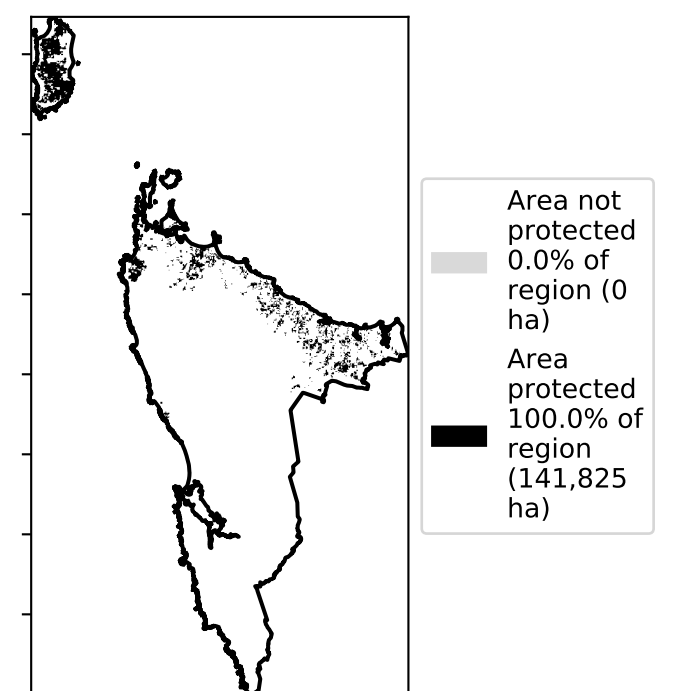 Area not
protected
0.0% of
region (0
ha)
Area
protected
100.0% of
region
(141,825
ha)